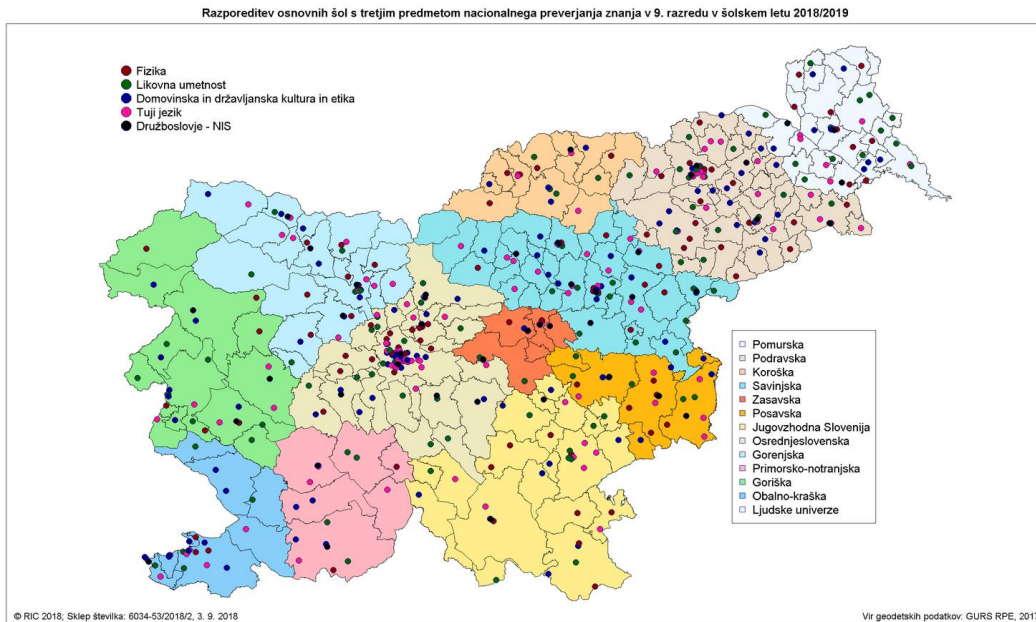 Razporeditev osnovnih šol s tretjim predmetom nacionalnega preverjanja znanja v 9. razredu v šolskem letu 2018/2019
Fizika
Likovna umetnost
Domovinska in državljanska kultura in etika
Tuji jezik
Družboslovje - NIS
Pomurska
Podravska
Koroška
Savinjska
Zasavska
Posavska
Jugovzhodna Slovenija
Osrednjeslovenska
Gorenjska
Primorsko-notranjska
Goriška
Obalno-kraška
Ljudske univerze
© RIC 2018; Sklep številka: 6034-53/2018/2, 3. 9. 2018
Vir geodetskih podatkov: GURS RPE, 2017